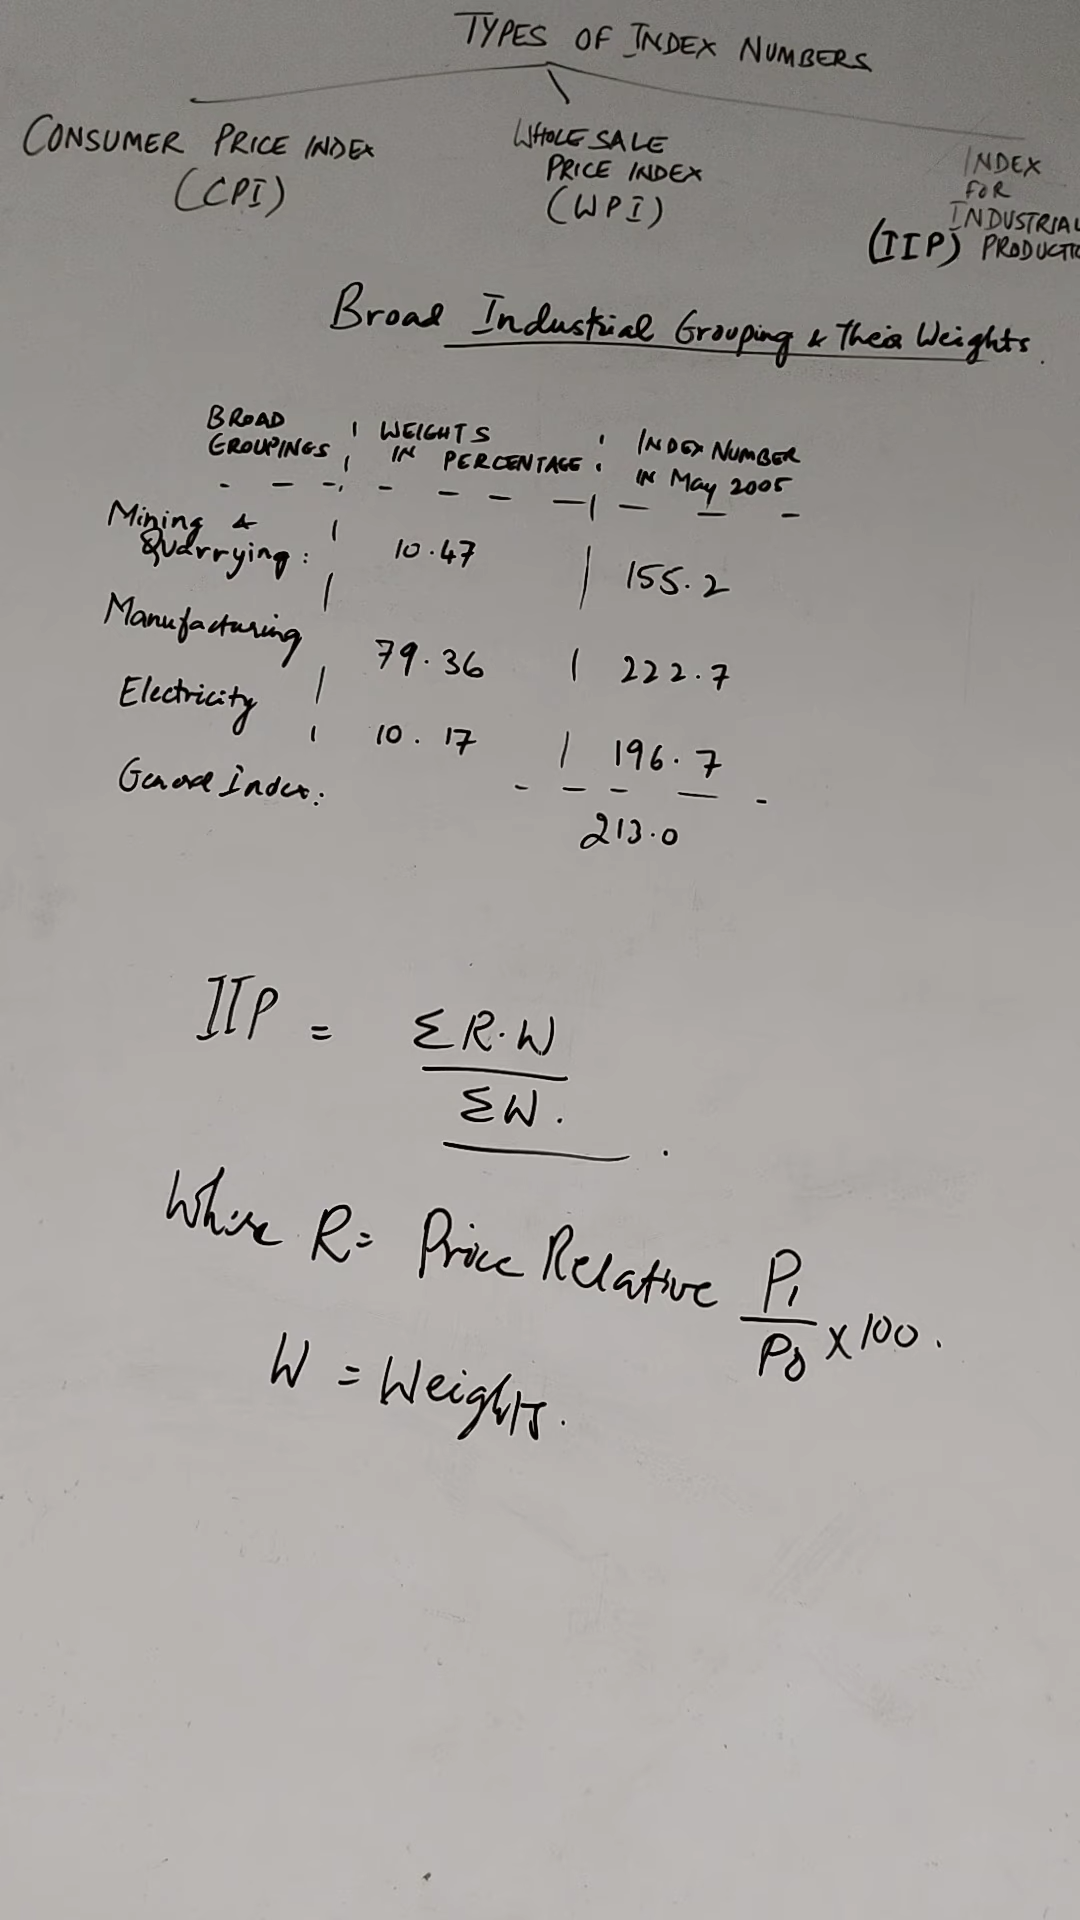 TYPES OF INDEX NUMBERS
CONSUMER PRICE INDEX
(CPI)
WHOLESALE
PRICE INDEX
(WPI)
INDEX
FOR
INDUSTRIAL
(IIP) PRODUCTIO
Broad Industrial Grouping & Their Weights.
BROAD GROUPINGS WEIGHTS IN PERCENTAGE INDEX NUMBER IN May 2005
Mining & Quarrying: 10.47 155.2
Manufacturing 79.36 222.7
Electricity 10.17 196.7
General Index: 213.0
IIP = ΣR.W
ΣW.
Where R= Price Relative P1
P0 X 100.
W = Weights.